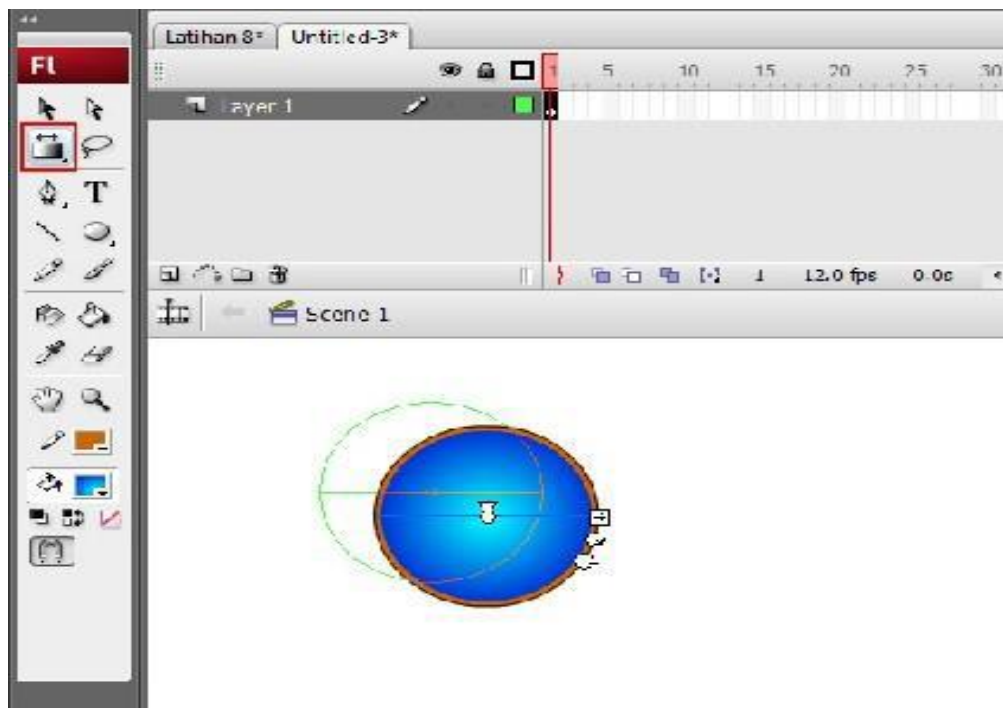 Latihan 8* Untitled-3*
FL
1 5 10 15 20 25 30
Layer 1
T
1 12.0 fps 0.0s
Scene 1